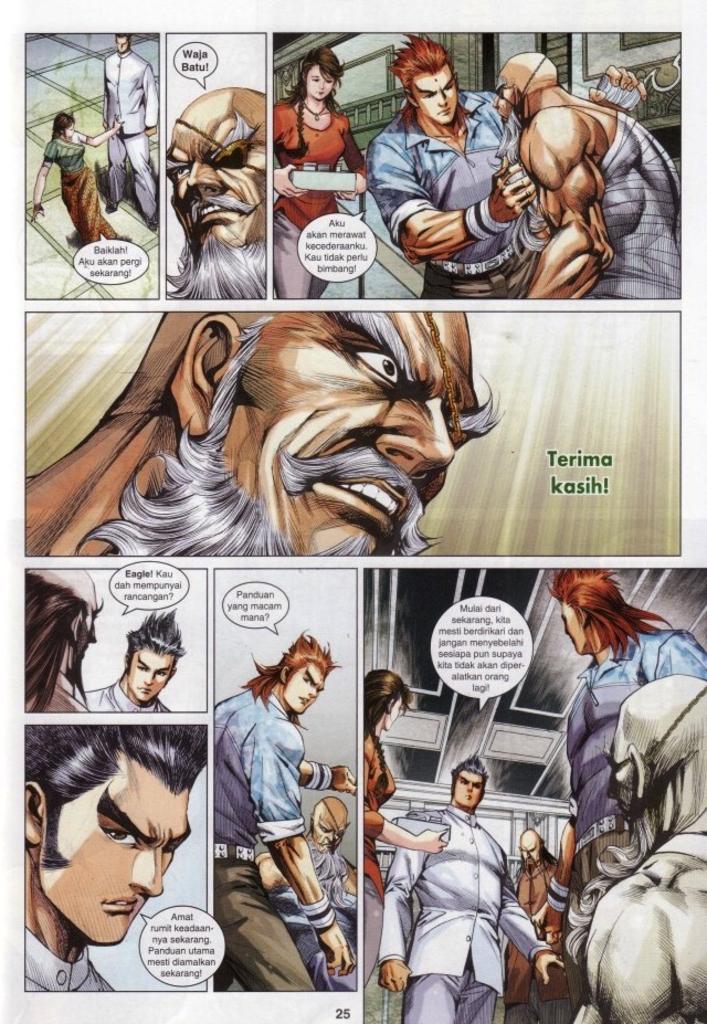 Baiklah!
Aku akan pergi
sekarang!
Waja
Batu!
Aku
akan merawat
kecederaanku.
Kau tidak perlu
bimbang!
Terima
kasih!
Eagle! Kau
dah mempunyai
rancangan?
Amat
rumit keadaan-
nya sekarang.
Panduan utama
mesti diamalkan
sekarang!
Panduan
yang macam
mana?
Mulai dari
sekarang, kita
mesti berdirikari dan
jangan menyebelah
sesiapa pun supaya
kita tidak akan diper-
alatkan orang
lagi!
25